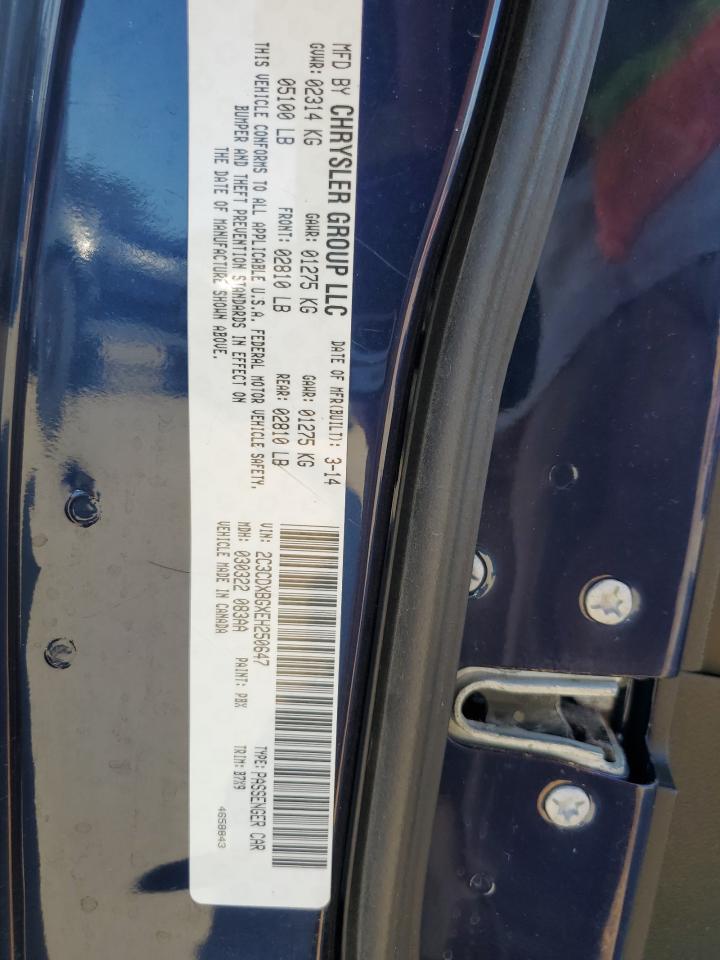 MFD BY CHRYSLER GROUP LLC DATE OF MFR(BUILT): 3-14
GVWR: 02314 KG GAWR: 01275 KG GAWR: 01275 KG
05100 LB FRONT: 02810 LB REAR: 02810 LB
THIS VEHICLE CONFORMS TO ALL APPLICABLE U.S.A. FEDERAL MOTOR VEHICLE SAFETY,
BUMPER AND THEFT PREVENTION STANDARDS IN EFFECT ON
THE DATE OF MANUFACTURE SHOWN ABOVE.
VIN: 2C3CDXBGXEH250647 TYPE: PASSENGER CAR
MDH: 030322 083AA PAINT: PBX TRIM: B7X9
VEHICLE MADE IN CANADA 4658843